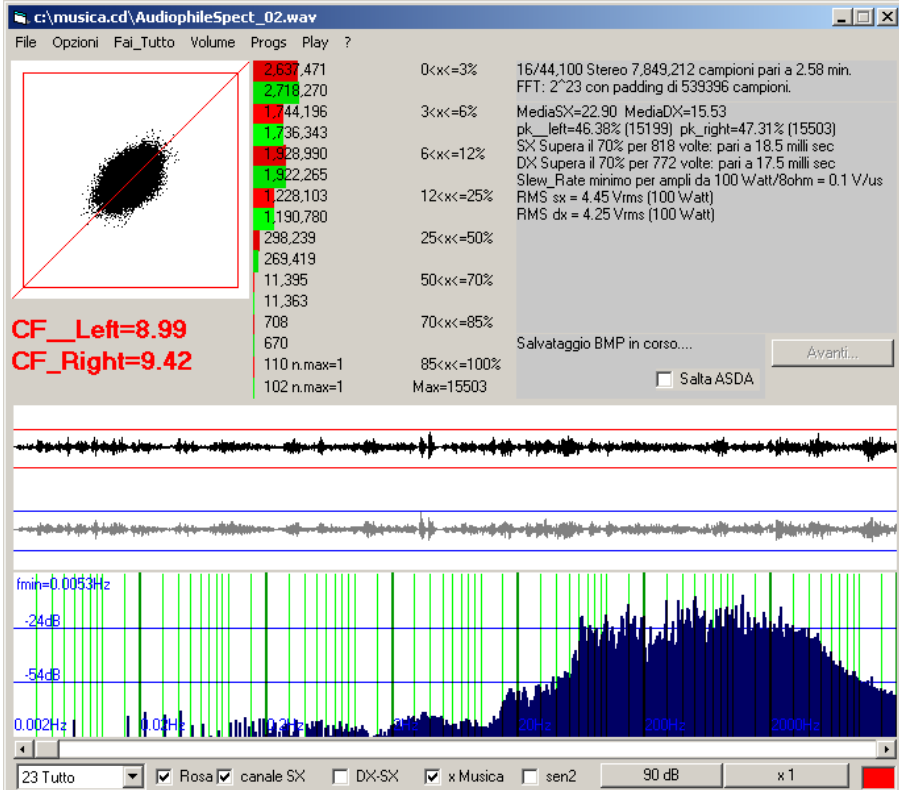 c:\musica.cd\AudiophileSpect_02.wav
File Opzioni Fai_Tutto Volume Progs Play ?
2,637,471 0<x<=3%
2,718,270
1,744,196 3<x<=6%
1,736,343
1,928,990 6<x<=12%
1,922,265
1,228,103 12<x<=25%
1,190,780
298,239 25<x<=50%
269,419
11,395 50<x<=70%
11,363
708 70<x<=85%
670
110 n.max=1 85<x<=100%
102 n.max=1 Max=15503
CF__Left=8.99
CF_Right=9.42
16/44,100 Stereo 7,849,212 campioni pari a 2.58 min.
FFT: 2^23 con padding di 539396 campioni.
MediaSX=22.90 MediaDX=15.53
pk__left=46.38% (15199) pk_right=47.31% (15503)
SX Supera il 70% per 818 volte: pari a 18.5 milli sec
DX Supera il 70% per 772 volte: pari a 17.5 milli sec
Slew_Rate minimo per ampli da 100 Watt/8ohm = 0.1 V/us
RMS sx = 4.45 Vrms (100 Watt)
RMS dx = 4.25 Vrms (100 Watt)
Salvataggio BMP in corso....
Avanti...
Salta ASDA
fmin=0.0053Hz
-24dB
-54dB
0.002Hz 0.02Hz 0.2Hz 2Hz 20Hz 200Hz 2000Hz
23 Tutto Rosa canale SX DX-SX x Musica sen2 90 dB x 1